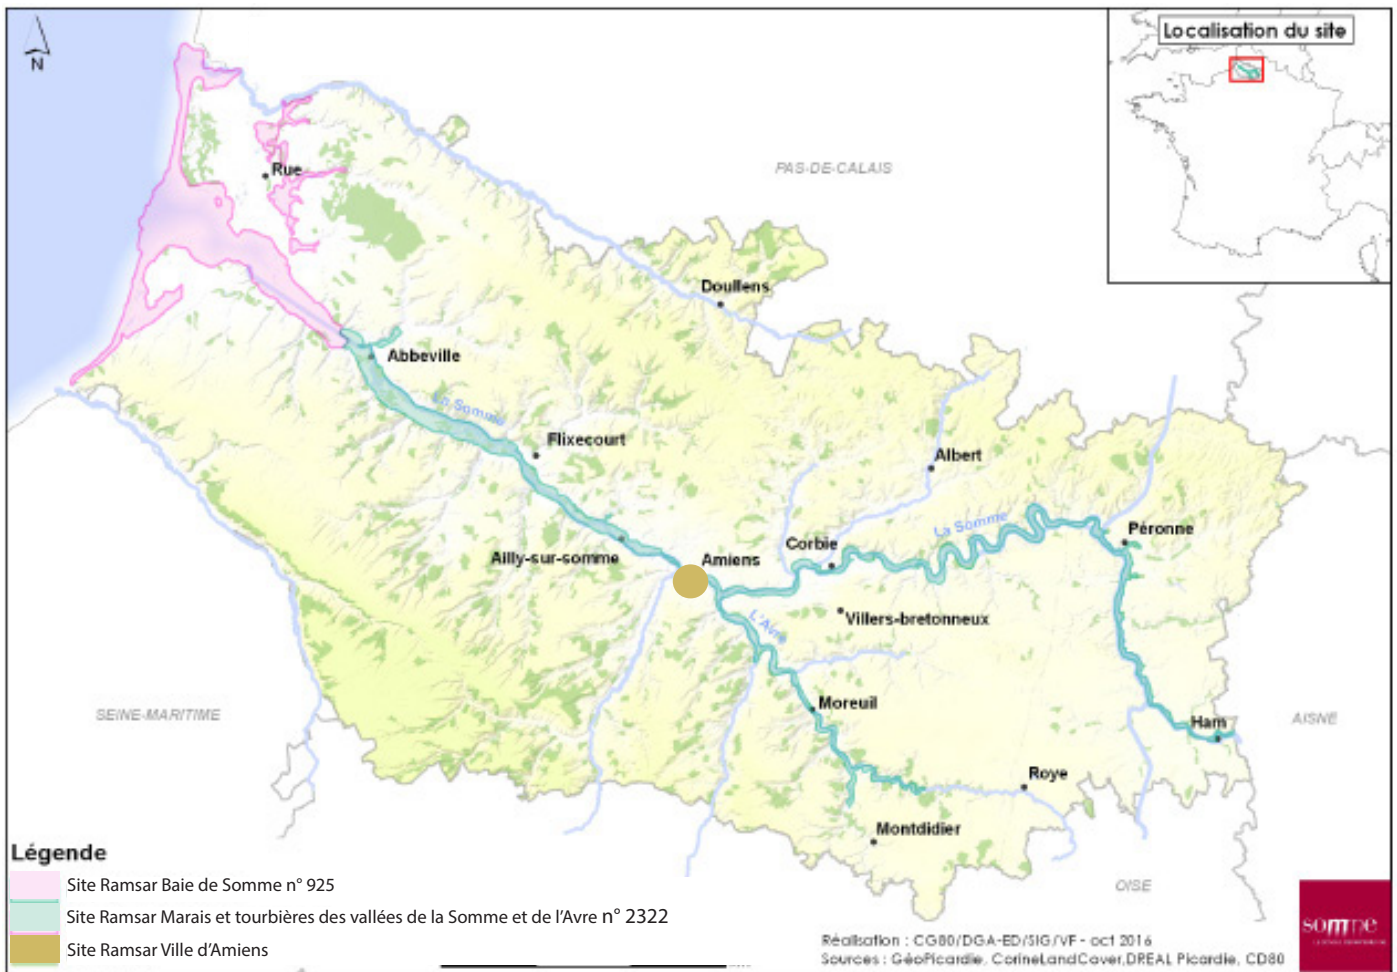 Localisation du site
N
PAS-DE-CALAIS
Rue
Doullens
Abbeville
La Somme
Flixecourt
Albert
La Somme
Péronne
Corbie
Ailly-sur-somme
Amiens
Villers-bretonneux
L'Avre
Moreuil
SEINE-MARITIME
Ham
AISNE
Roye
Montdidier
OISE
Légende
Site Ramsar Baie de Somme n° 925
Site Ramsar Marais et tourbières des vallées de la Somme et de l'Avre n° 2322
Site Ramsar Ville d'Amiens
Réalisation : CG80/DGA-ED/SIG/VF - oct 2016
Sources : GéoPicardie, CorineLandCover, DREAL Picardie, CD80
somme